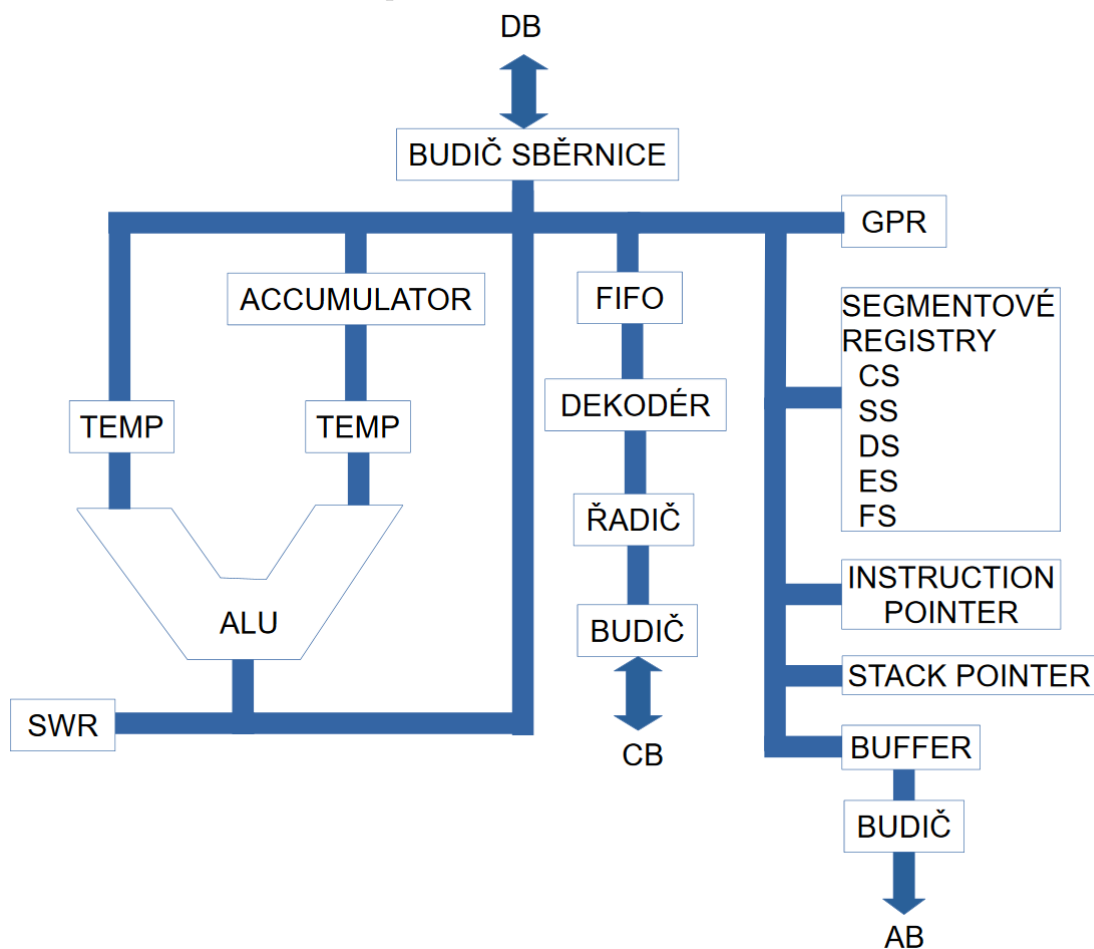 DB
BUDIČ SBĚRNICE
GPR
ACCUMULATOR
FIFO
SEGMENTOVÉ
REGISTRY
CS
SS
DS
ES
FS
DEKODÉR
TEMP
TEMP
ŘADIČ
ALU
BUDIČ
INSTRUCTION
POINTER
STACK POINTER
SWR
CB
BUFFER
BUDIČ
AB